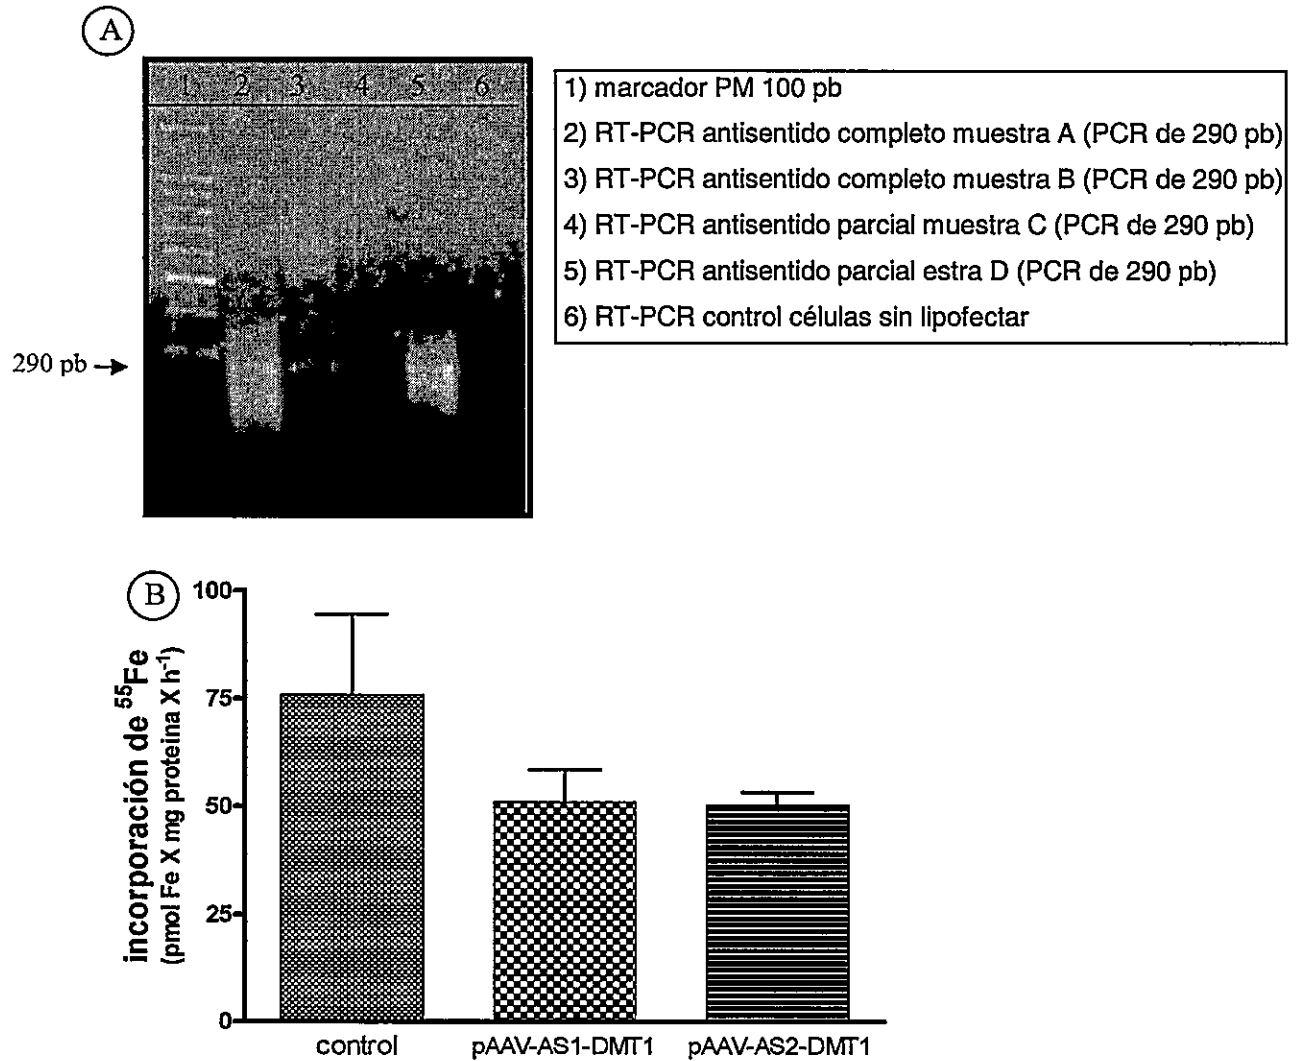 A
1 2 3 4 5 6
1) marcador PM 100 pb
2) RT-PCR antisentido completo muestra A (PCR de 290 pb)
3) RT-PCR antisentido completo muestra B (PCR de 290 pb)
4) RT-PCR antisentido parcial muestra C (PCR de 290 pb)
5) RT-PCR antisentido parcial estra D (PCR de 290 pb)
6) RT-PCR control células sin lipofectar
290 pb →
B
incorporación de ⁵⁵Fe
(pmol Fe X mg proteina X h⁻¹)
100
75
50
25
0
control pAAV-AS1-DMT1 pAAV-AS2-DMT1